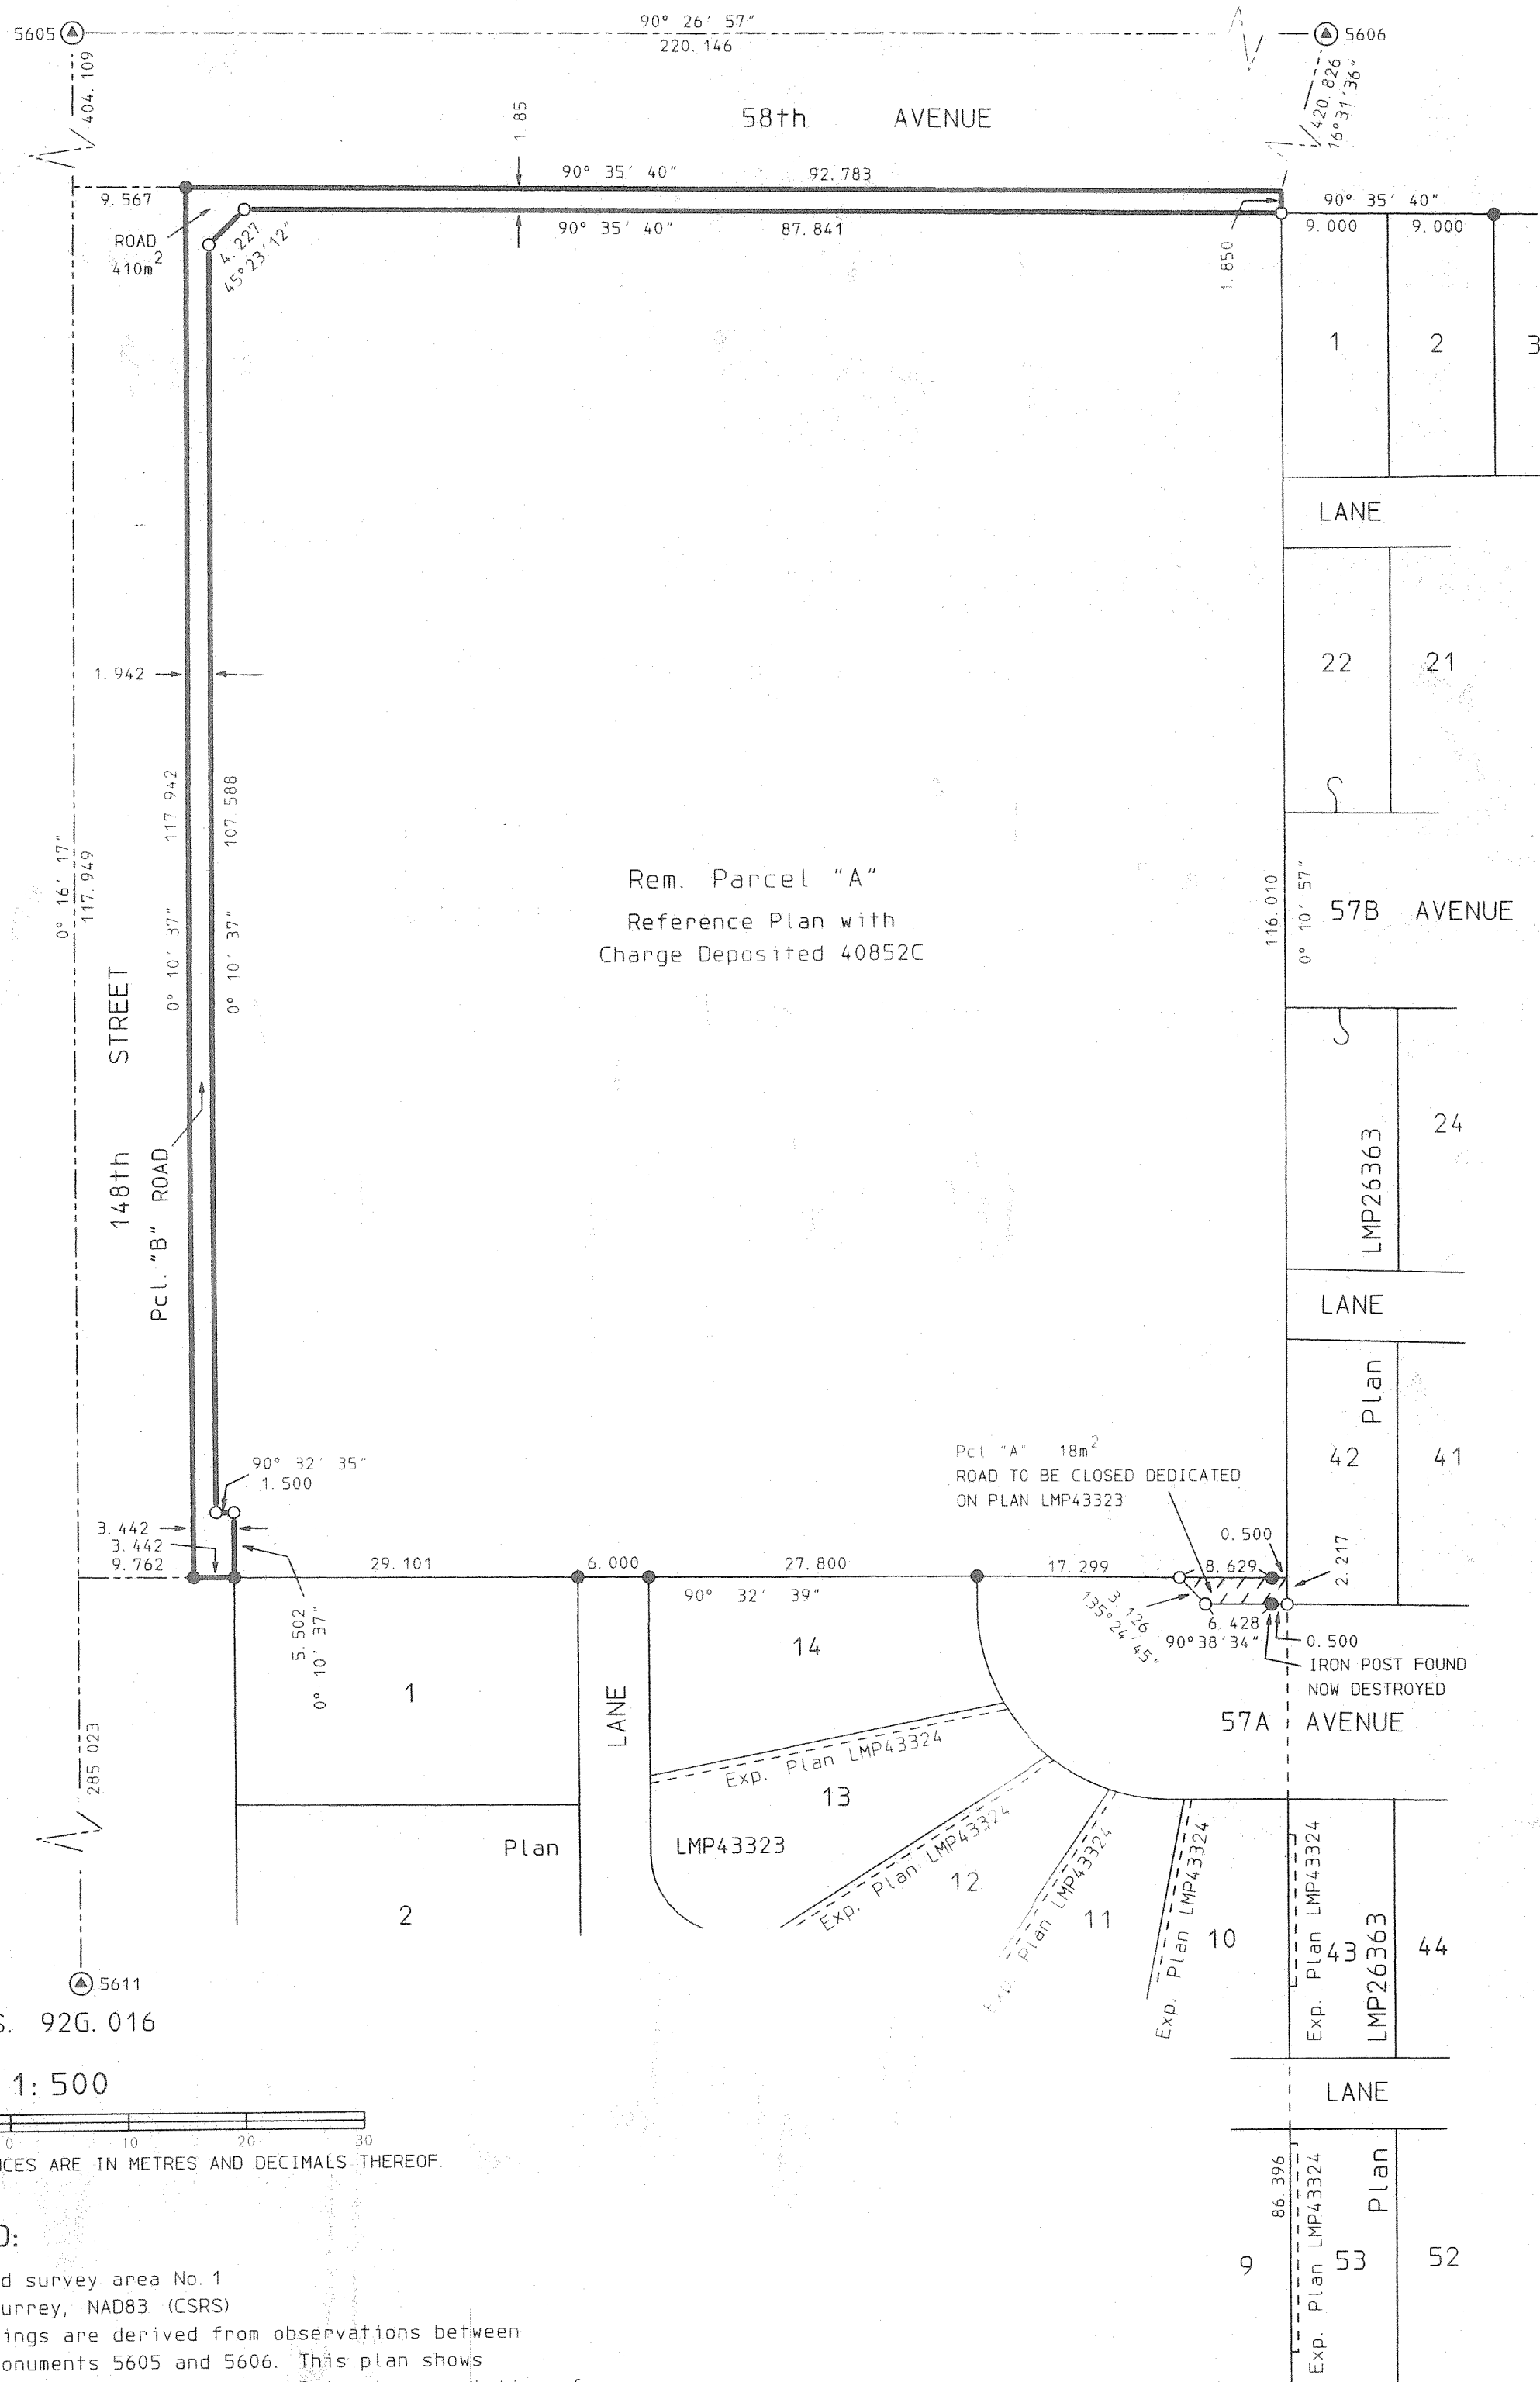 5605
90° 26′ 57″
220.146
5606
404.109
420.826
16°31′36″
58th AVENUE
1.85
90° 35′ 40″ 92.783
9.567
90° 35′ 40″
ROAD
410m2
4.227
45°23′12″
90° 35′ 40″ 87.841
1.850
9.000
9.000
1
2
3
LANE
22
21
1.942
117 942
107 588
0° 16′ 17″
117.949
0° 10′ 37″
0° 10′ 37″
Rem. Parcel "A"
Reference Plan with
Charge Deposited 40852C
116.010
0° 10′ 57″
57B AVENUE
148th STREET
Pcl. "B" ROAD
24
LMP26363
LANE
Plan
42
41
90° 32′ 35″
1.500
Pcl "A" 18m2
ROAD TO BE CLOSED DEDICATED
ON PLAN LMP43323
3.442
3.442
9.762
29.101
6.000
27.800
17.299
8.629
0.500
2.217
90° 32′ 39″
5.502
0° 10′ 37″
3.126
135°24′45″
6.428
90°38′34″
0.500
IRON POST FOUND
NOW DESTROYED
14
1
LANE
57A AVENUE
285.023
Exp. Plan LMP43324
13
Plan LMP43323
Exp. Plan LMP43324
12
Exp. Plan LMP43324
11
Exp. Plan LMP43324
10
Exp. Plan LMP43324
43
LMP26363
44
2
5611
S. 92G.016
1:500
LANE
0 10 20 30
NCES ARE IN METRES AND DECIMALS THEREOF.
86.396
Exp. Plan LMP43324
Plan
9
53
52
D:
d survey area No. 1
urrey, NAD83 (CSRS)
ings are derived from observations between
onuments 5605 and 5606. This plan shows